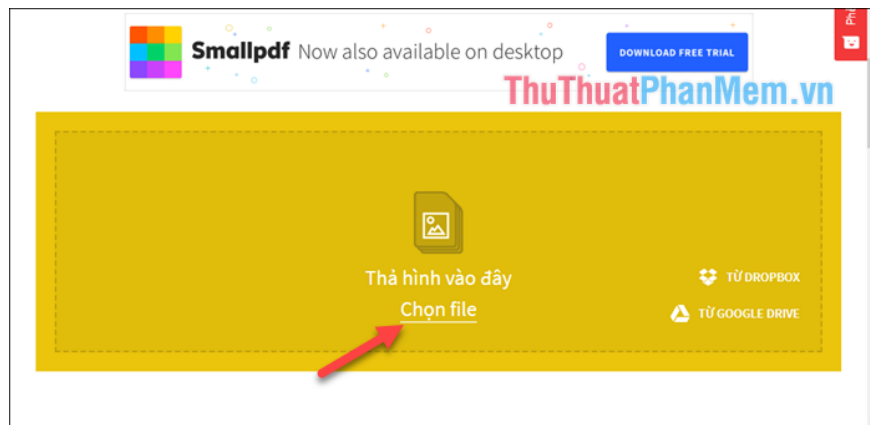 Smallpdf Now also available on desktop
DOWNLOAD FREE TRIAL
ThuThuatPhanMem.vn
Thả hình vào đây
Chọn file
TỪ DROPBOX
TỪ GOOGLE DRIVE